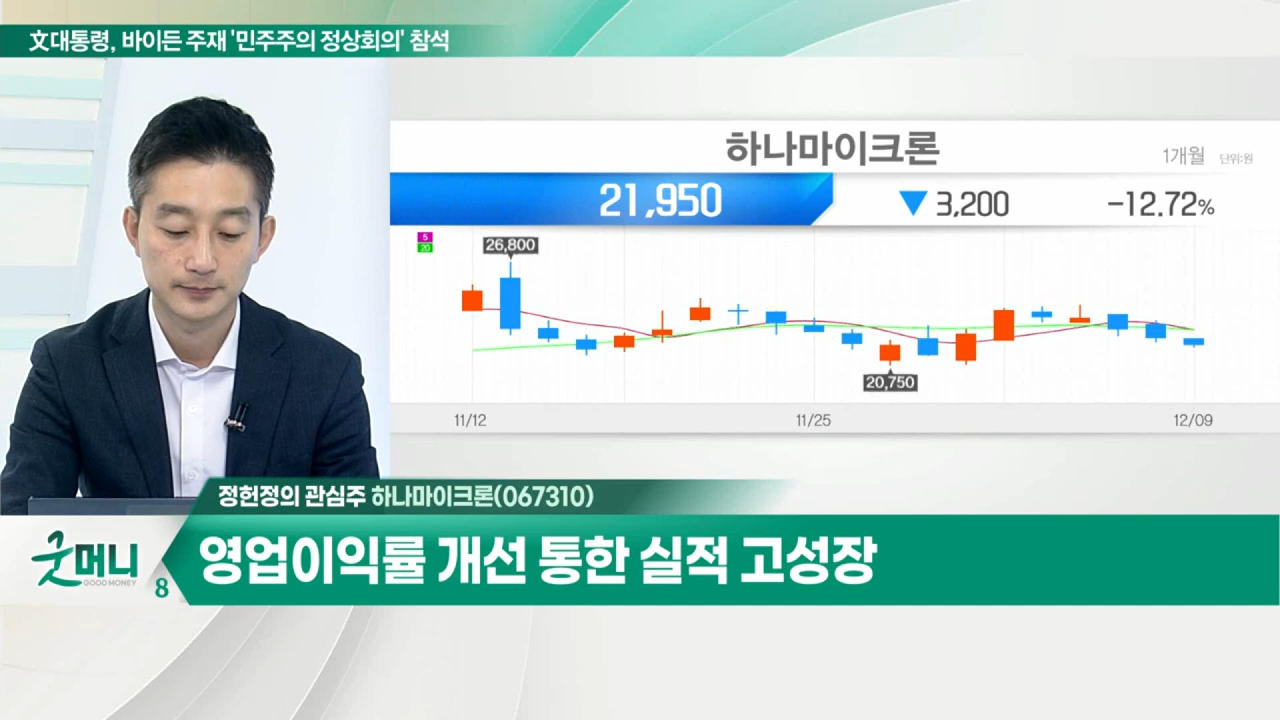 文대통령, 바이든 주재 '민주주의 정상회의' 참석
하나마이크론
1개월 단위:원
21,950 ▼3,200 -12.72%
5
20
26,800
20,750
11/12 11/25 12/09
정헌정의 관심주 하나마이크론(067310)
굿머니
GOOD MONEY
8
영업이익률 개선 통한 실적 고성장